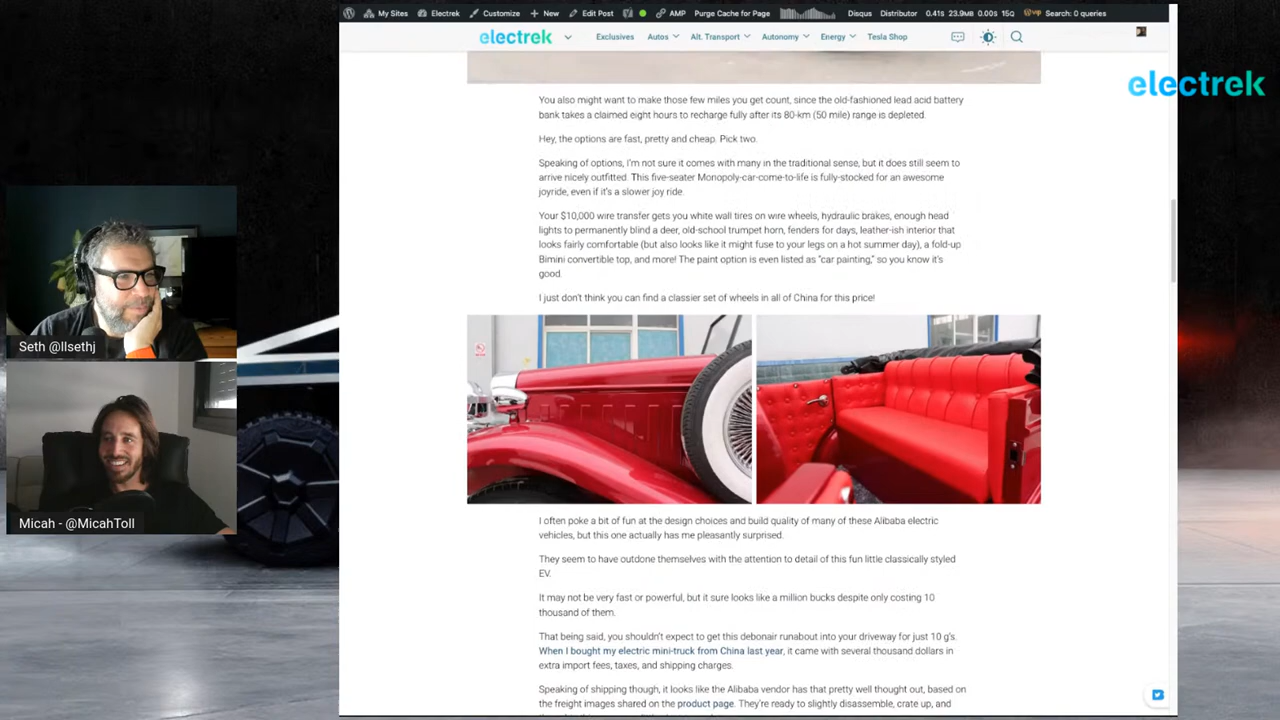 My Sites Electrek Customize New Edit Post AMP Purge Cache for Page Disqus Distributor 0.41s 23.9MB 0.00s 15Q Search: 0 queries
electrek Exclusives Autos Alt. Transport Autonomy Energy Tesla Shop
electrek
You also might want to make those few miles you get count, since the old-fashioned lead acid battery
bank takes a claimed eight hours to recharge fully after its 80-km (50 mile) range is depleted.
Hey, the options are fast, pretty and cheap. Pick two.
Speaking of options, I'm not sure it comes with many in the traditional sense, but it does still seem to
arrive nicely outfitted. This five-seater Monopoly-car-come-to-life is fully-stocked for an awesome
joyride, even if it's a slower joy ride.
Your $10,000 wire transfer gets you white wall tires on wire wheels, hydraulic brakes, enough head
lights to permanently blind a deer, old-school trumpet horn, fenders for days, leather-ish interior that
looks fairly comfortable (but also looks like it might fuse to your legs on a hot summer day), a fold-up
Bimini convertible top, and more! The paint option is even listed as "car painting," so you know it's
good.
I just don't think you can find a classier set of wheels in all of China for this price!
Seth @llsethj
Micah - @MicahToll
I often poke a bit of fun at the design choices and build quality of many of these Alibaba electric
vehicles, but this one actually has me pleasantly surprised.
They seem to have outdone themselves with the attention to detail of this fun little classically styled
EV.
It may not be very fast or powerful, but it sure looks like a million bucks despite only costing 10
thousand of them.
That being said, you shouldn't expect to get this debonair runabout into your driveway for just 10 g's.
When I bought my electric mini-truck from China last year, it came with several thousand dollars in
extra import fees, taxes, and shipping charges.
Speaking of shipping though, it looks like the Alibaba vendor has that pretty well thought out, based on
the freight images shared on the product page. They're ready to slightly disassemble, crate up, and